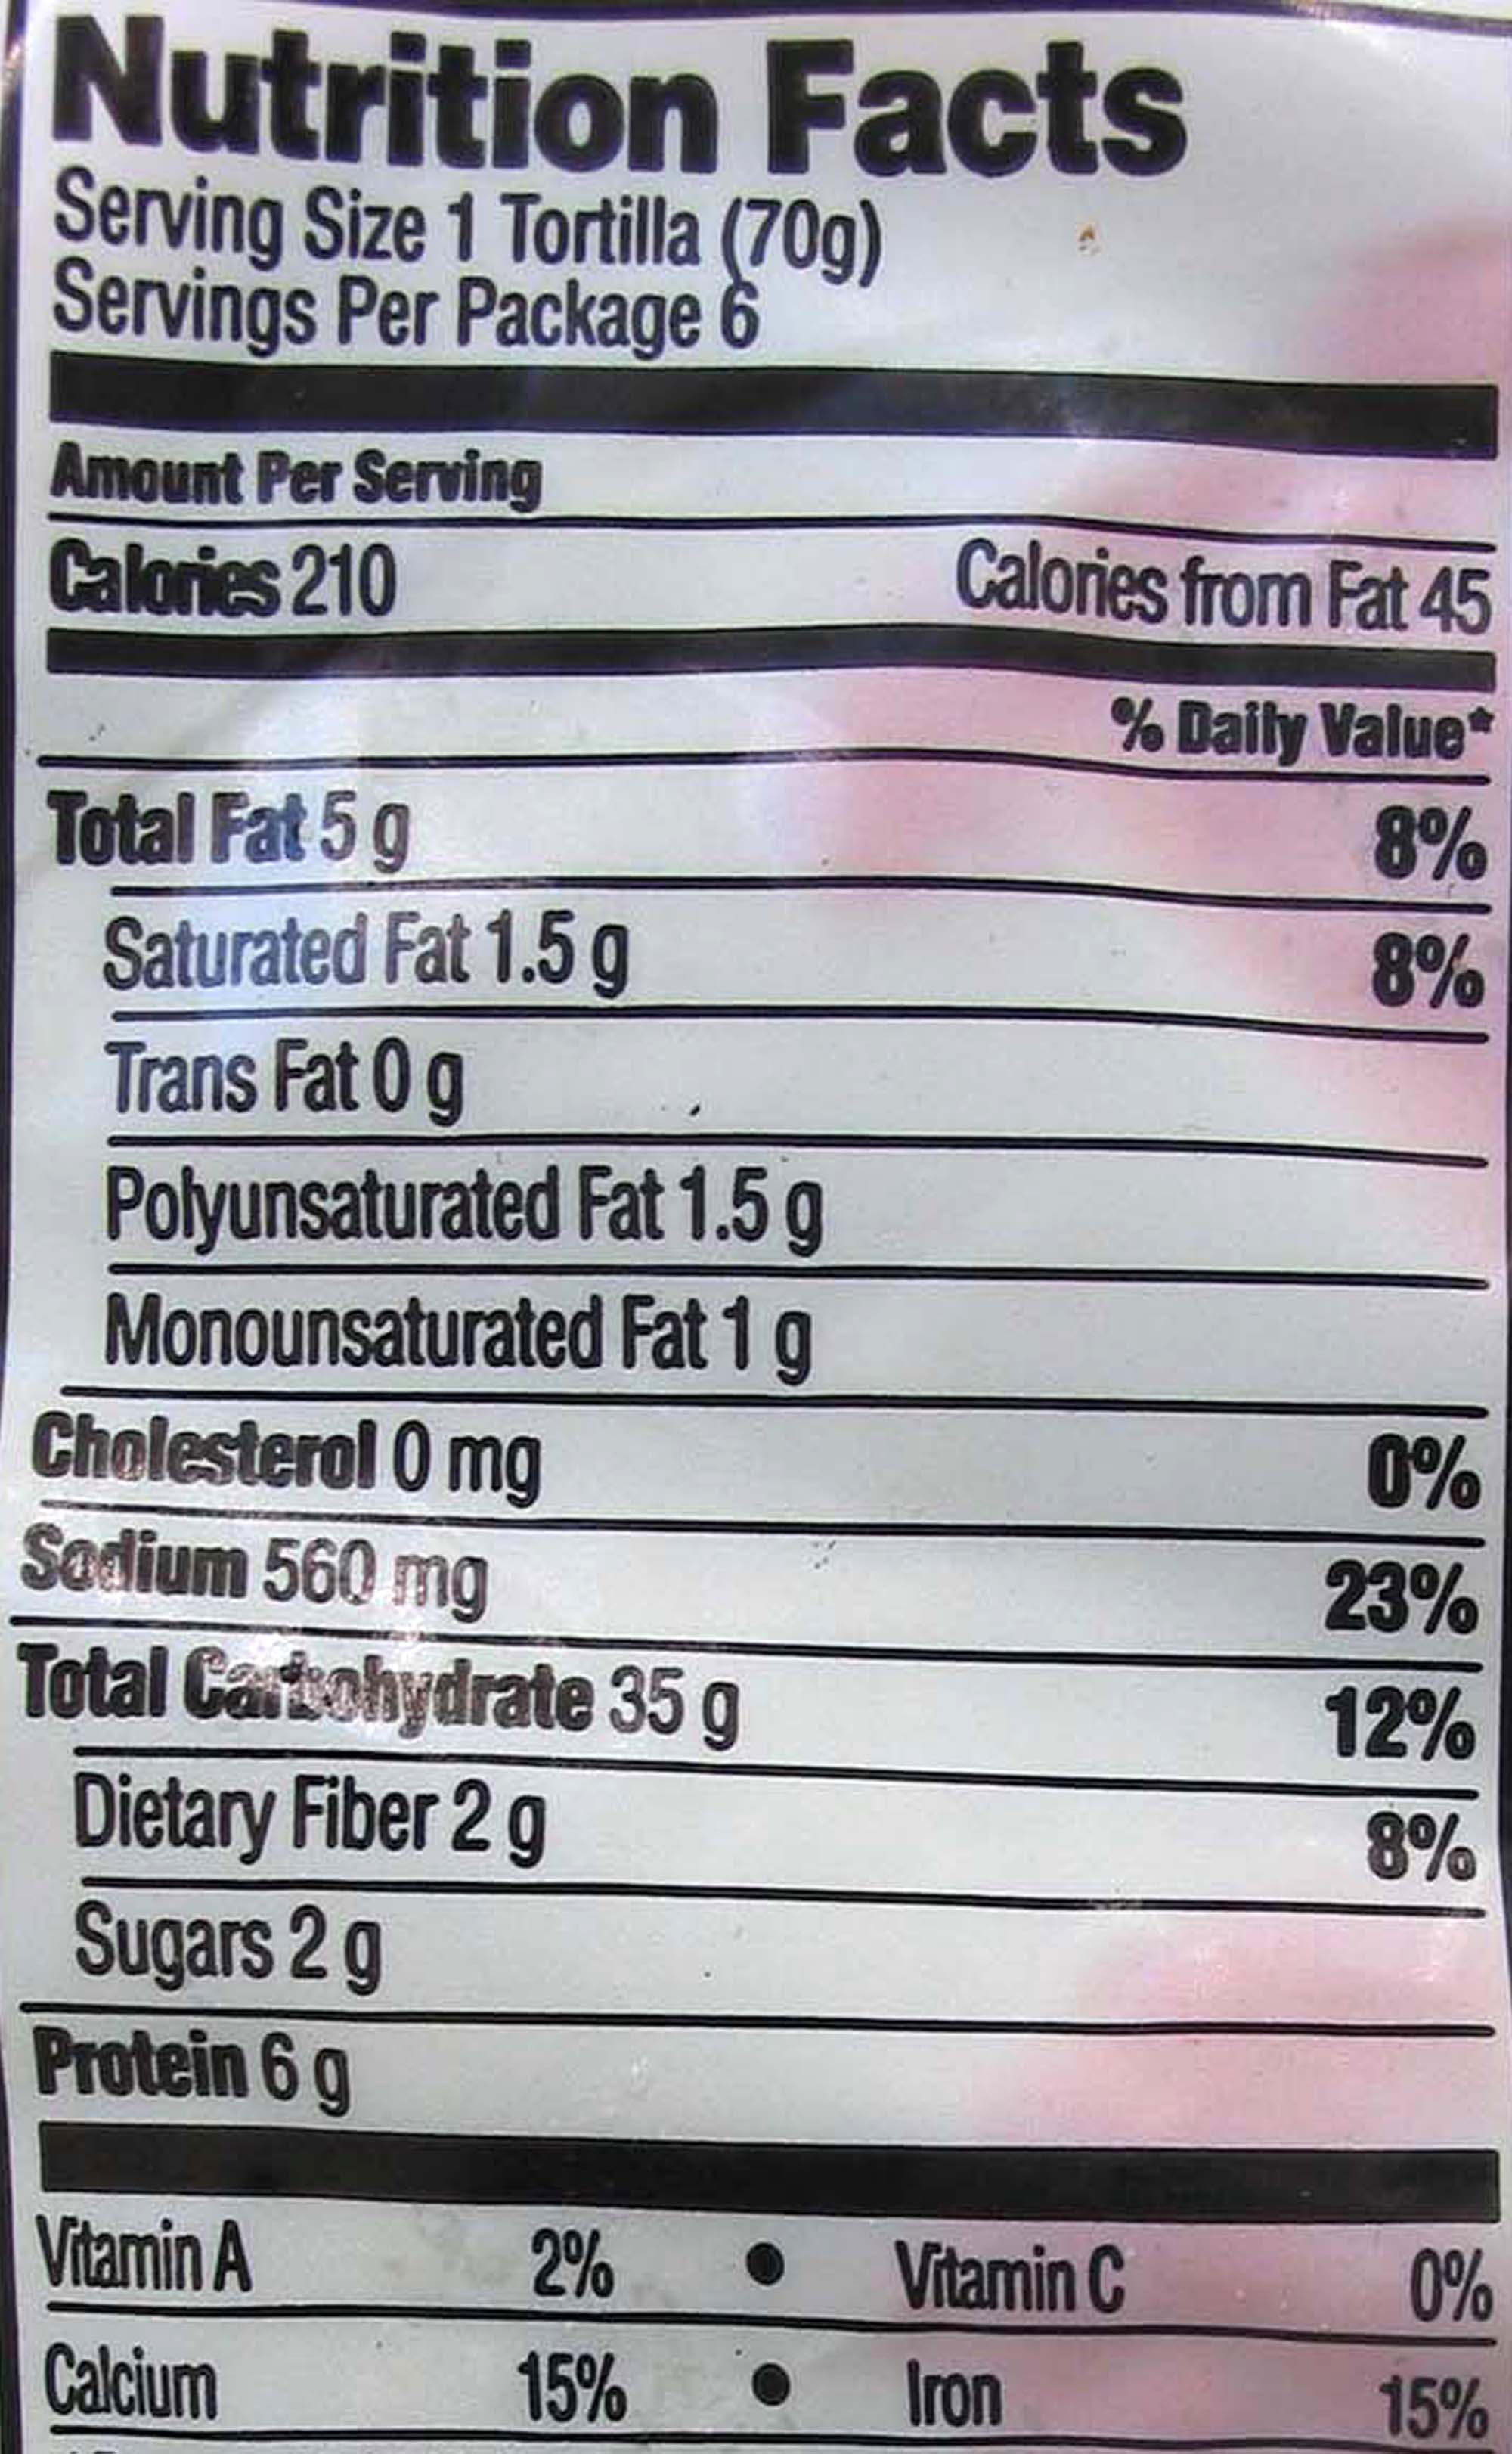 Nutrition Facts
Serving Size 1 Tortilla (70g)
Servings Per Package 6
Amount Per Serving
Calories 210 Calories from Fat 45
% Daily Value*
Total Fat 5 g 8%
Saturated Fat 1.5 g 8%
Trans Fat 0 g
Polyunsaturated Fat 1.5 g
Monounsaturated Fat 1 g
Cholesterol 0 mg 0%
Sodium 560 mg 23%
Total Carbohydrate 35 g 12%
Dietary Fiber 2 g 8%
Sugars 2 g
Protein 6 g
Vitamin A 2% • Vitamin C 0%
Calcium 15% • Iron 15%